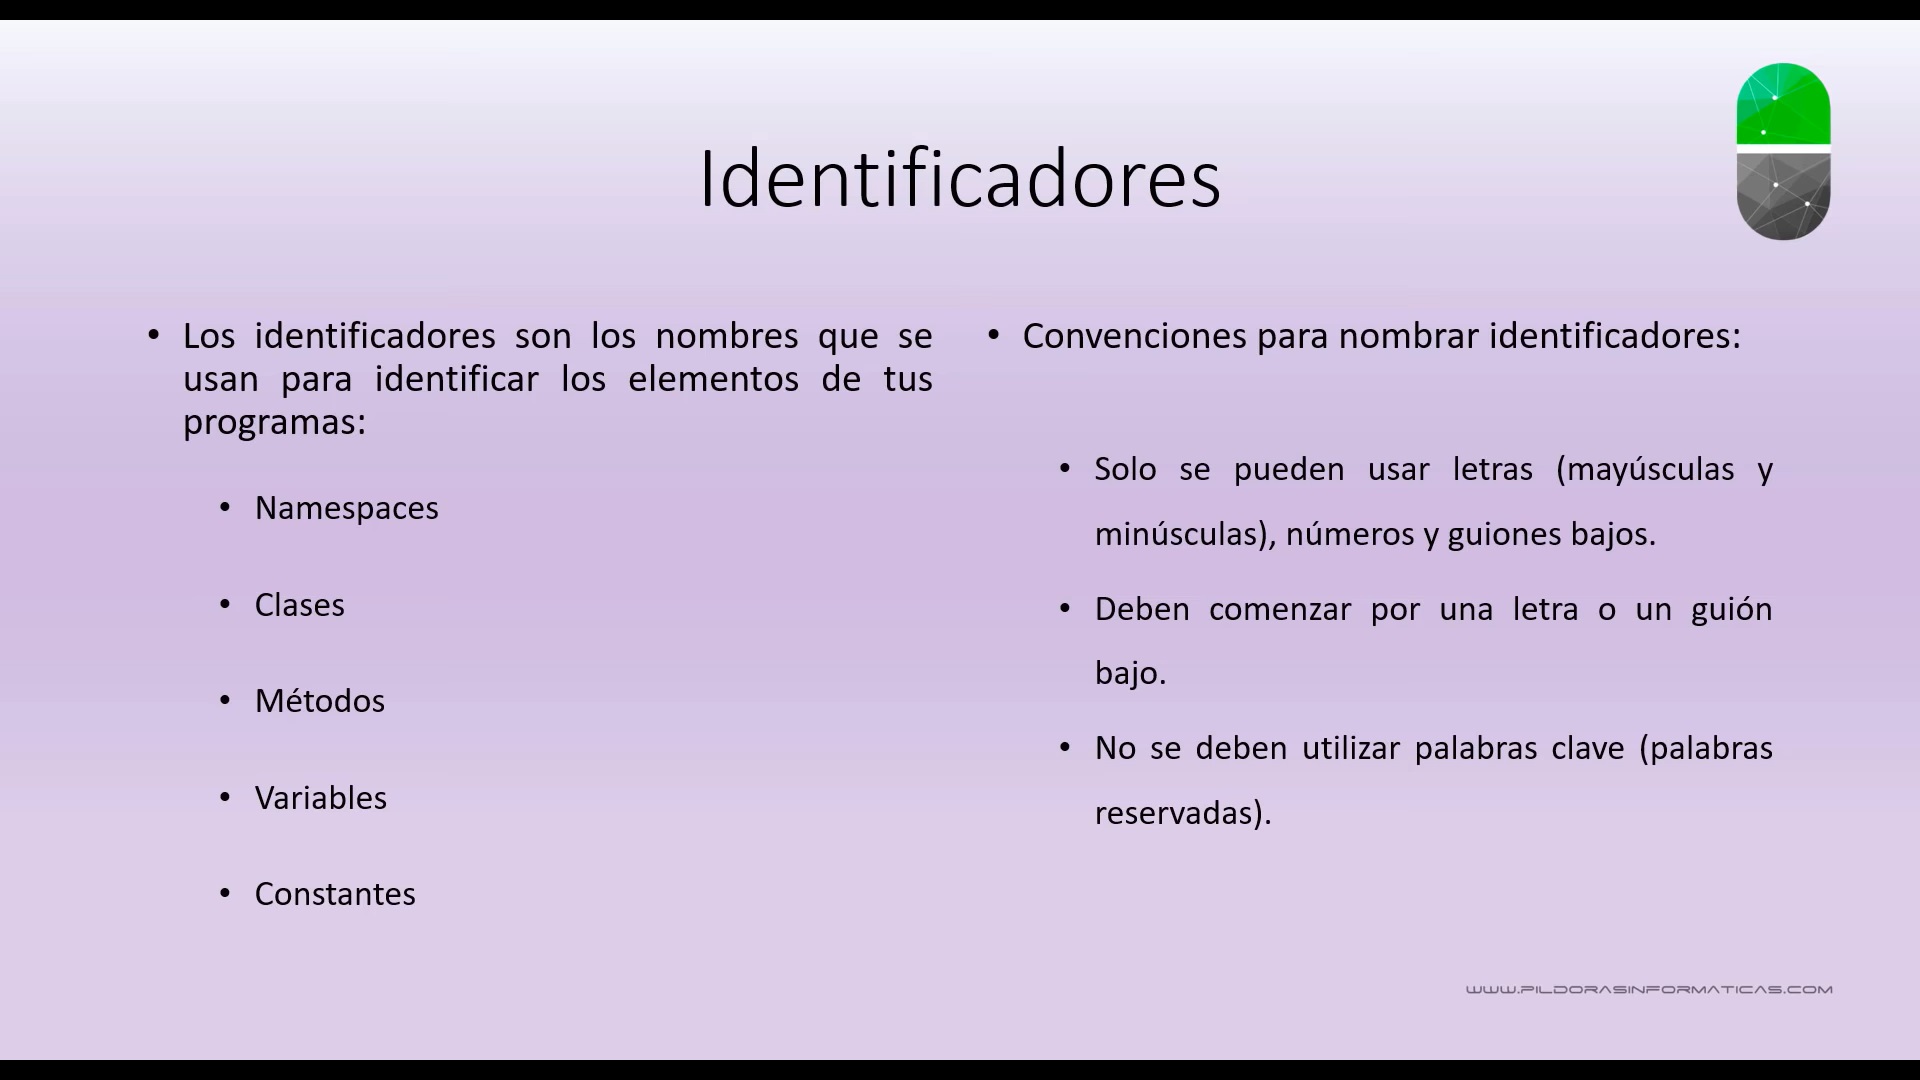 Identificadores
• Los identificadores son los nombres que se
usan para identificar los elementos de tus
programas:
• Namespaces
• Clases
• Métodos
• Variables
• Constantes
• Convenciones para nombrar identificadores:
• Solo se pueden usar letras (mayúsculas y
minúsculas), números y guiones bajos.
• Deben comenzar por una letra o un guión
bajo.
• No se deben utilizar palabras clave (palabras
reservadas).
WWW.PILDORASINFORMATICAS.COM